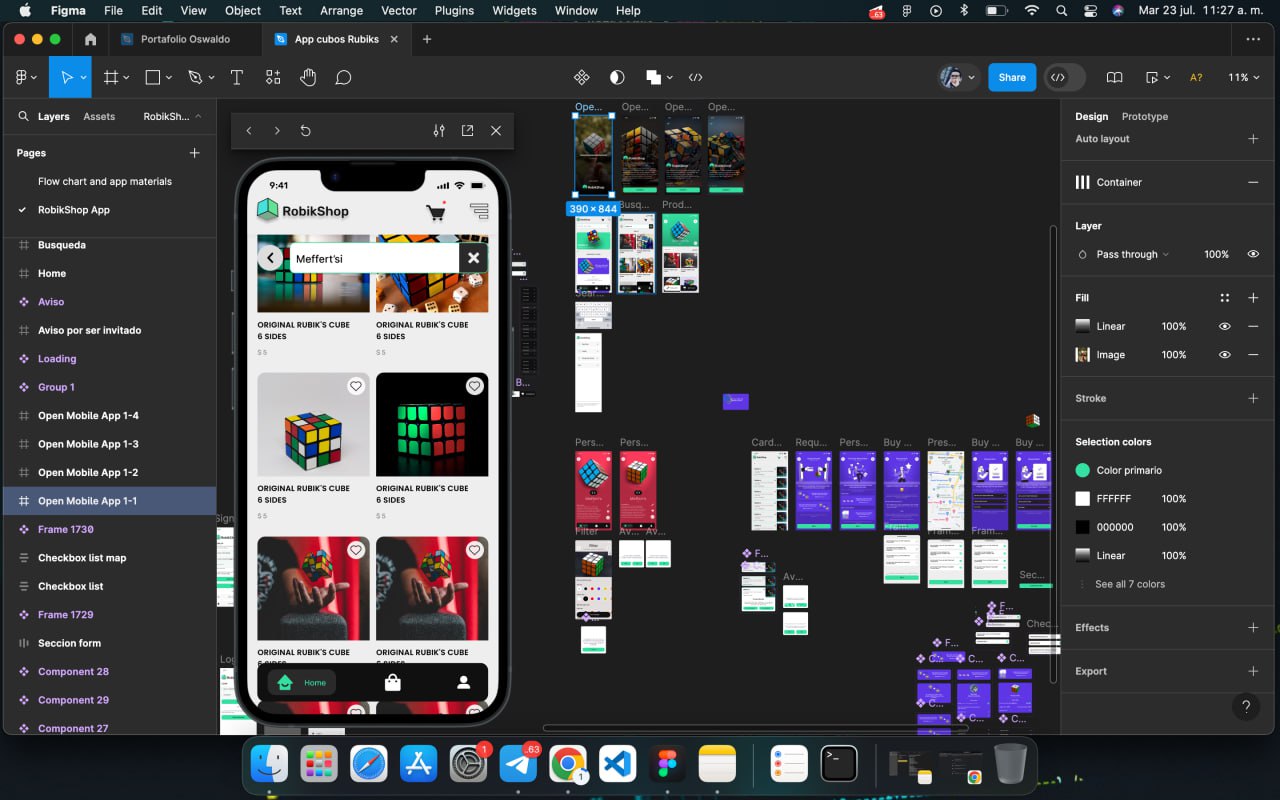 Figma File Edit View Object Text Arrange Vector Plugins Widgets Window Help
63
Mar 23 jul. 11:27 a. m.
Portafolio Oswaldo
App cubos Rubiks
Share
A?
11%
Layers Assets RobikSh...
Pages
Flow chart and app materials
RobikShop App
Busqueda
Home
Aviso
Aviso por ser invitado
Loading
Group 1
Open Mobile App 1-4
Open Mobile App 1-3
Open Mobile App 1-2
Open Mobile App 1-1
Frame 1730
Checkbox list map
Checkbox list
Frame 1729
Seccion form
Component 28
Component 29
Component 27
9:41
RobikShop
Meffert'si
ORIGINAL RUBIK'S CUBE
6 SIDES
$ 5
ORIGINAL RUBIK'S CUBE
6 SIDES
$ 5
ORIGINAL RUBIK'S CUBE
6 SIDES
$ 5
ORIGINAL RUBIK'S CUBE
6 SIDES
$ 5
ORIGINAL RUBIK'S CUBE
ORIGINAL RUBIK'S CUBE
Home
Ope... Ope... Ope... Ope...
390 × 844
Busq... Prod...
Sear...
B...
Pers... Pers...
Card... Requ... Pers... Buy ... Pres... Buy ... Buy ...
Filter Av... Av...
Fram... Fram... Fram...
F...
Av...
Sec...
F...
Chec...
F...
C... C... C...
C... C... C...
Sign
Log
Design Prototype
Auto layout
Container
Layer
Pass through 100%
Fill
Linear 100%
Image 100%
Stroke
Selection colors
Color primario
FFFFFF 100%
000000 100%
Linear 100%
See all 7 colors
Effects
Export
?
1
63
1